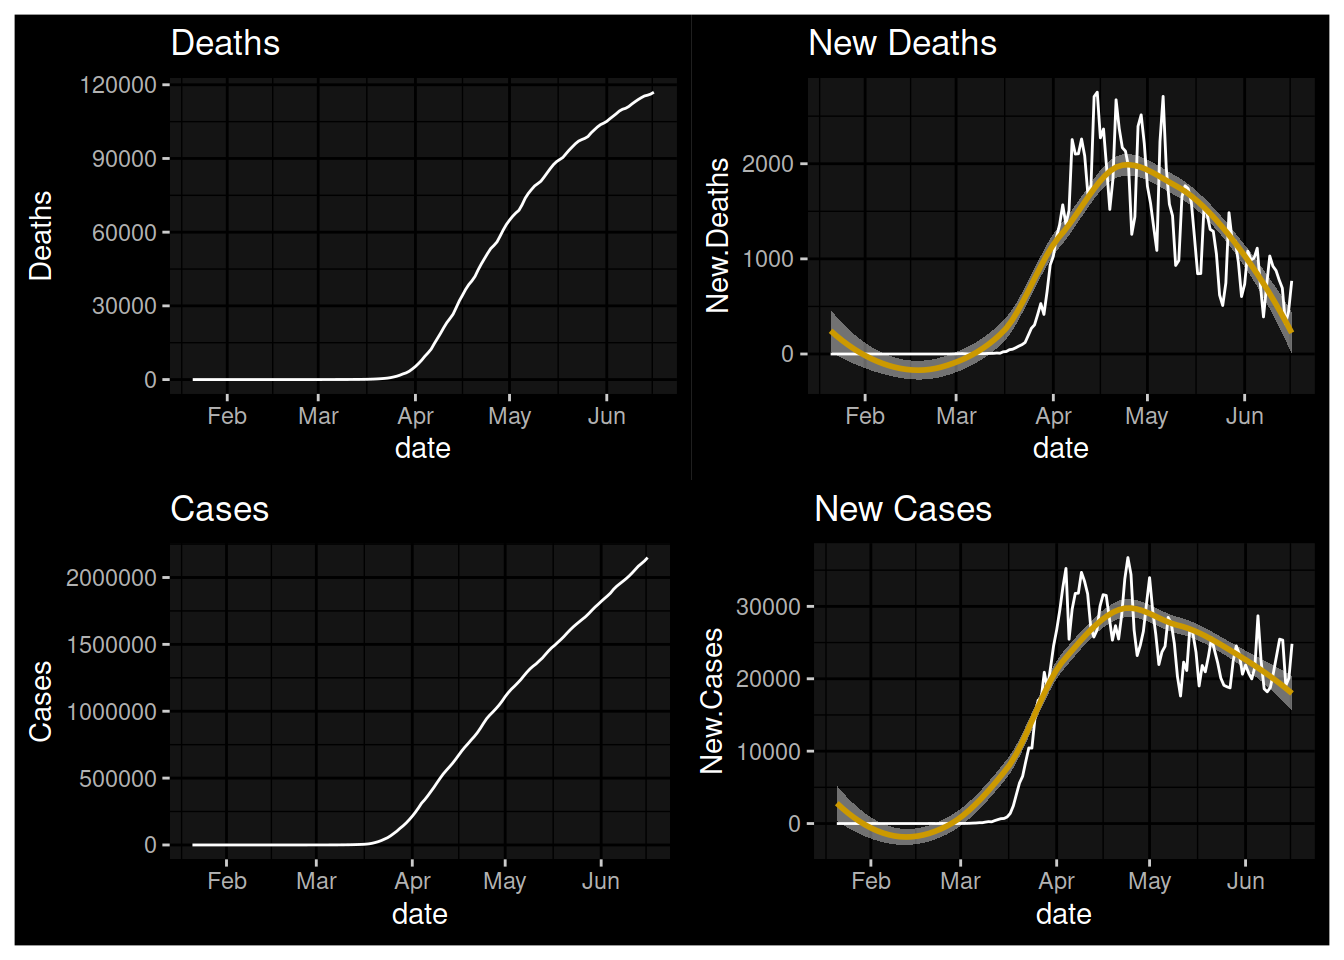 Deaths
120000
90000
60000
30000
0
Deaths
Feb Mar Apr May Jun
date
New Deaths
2000
1000
0
New.Deaths
Feb Mar Apr May Jun
date
Cases
2000000
1500000
1000000
500000
0
Cases
Feb Mar Apr May Jun
date
New Cases
30000
20000
10000
0
New.Cases
Feb Mar Apr May Jun
date